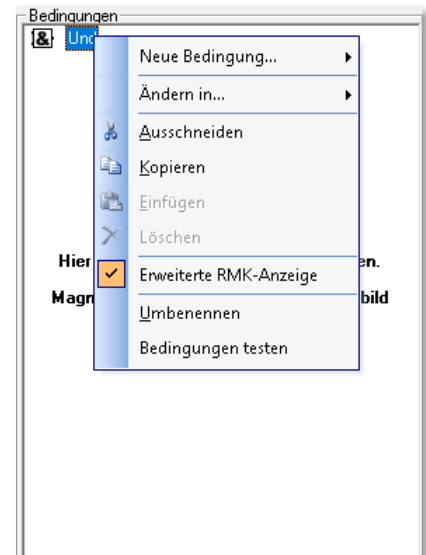 Bedingungen
& Und
Neue Bedingung...
Ändern in...
Ausschneiden
Kopieren
Einfügen
Löschen
Hier en.
Erweiterte RMK-Anzeige
Magn bild
Umbenennen
Bedingungen testen